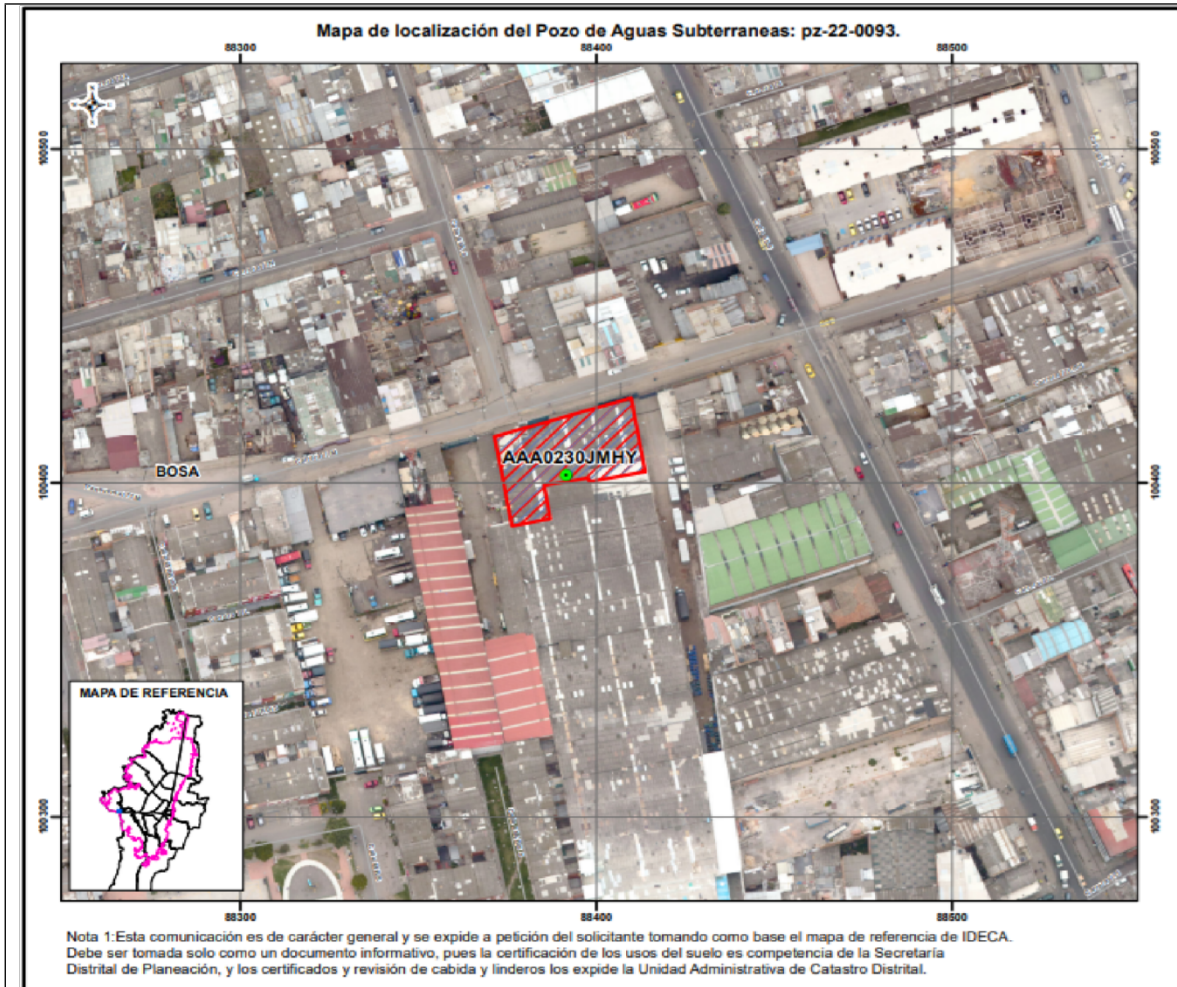 Mapa de localización del Pozo de Aguas Subterraneas: pz-22-0093.
88300 88400 88500
100500 100500
AAA0230JMHY
BOSA
100400 100400
MAPA DE REFERENCIA
100300 100300
88300 88400 88500
Nota 1:Esta comunicación es de carácter general y se expide a petición del solicitante tomando como base el mapa de referencia de IDECA.
Debe ser tomada solo como un documento informativo, pues la certificación de los usos del suelo es competencia de la Secretaría
Distrital de Planeación, y los certificados y revisión de cabida y linderos los expide la Unidad Administrativa de Catastro Distrital.